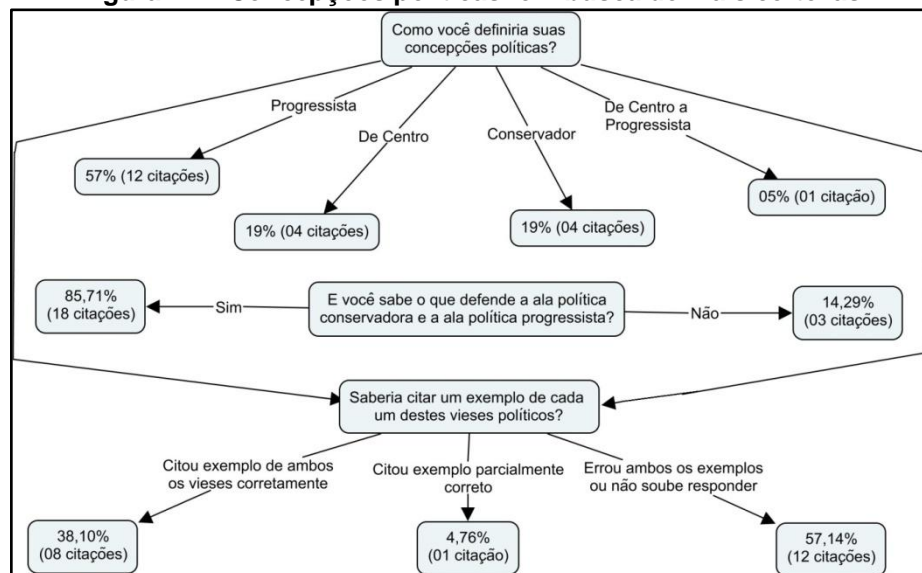 Como você definiria suas
concepções políticas?
Progressista
De Centro
Conservador
De Centro a
Progressista
57% (12 citações)
19% (04 citações)
19% (04 citações)
05% (01 citação)
85,71%
(18 citações)
Sim
E você sabe o que defende a ala política
conservadora e a ala política progressista?
Não
14,29%
(03 citações)
Saberia citar um exemplo de cada
um destes vieses políticos?
Citou exemplo de ambos
os vieses corretamente
Citou exemplo parcialmente
correto
Errou ambos os exemplos
ou não soube responder
38,10%
(08 citações)
4,76%
(01 citação)
57,14%
(12 citações)